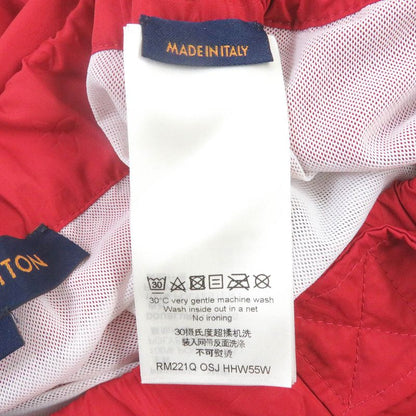 MADE IN ITALY
TTON
30°C very gentle machine wash
Wash inside out in a net
No ironing
30摄氏度超柔机洗
装入网带反面洗涤
不可熨烫
RM221Q OSJ HHW55W